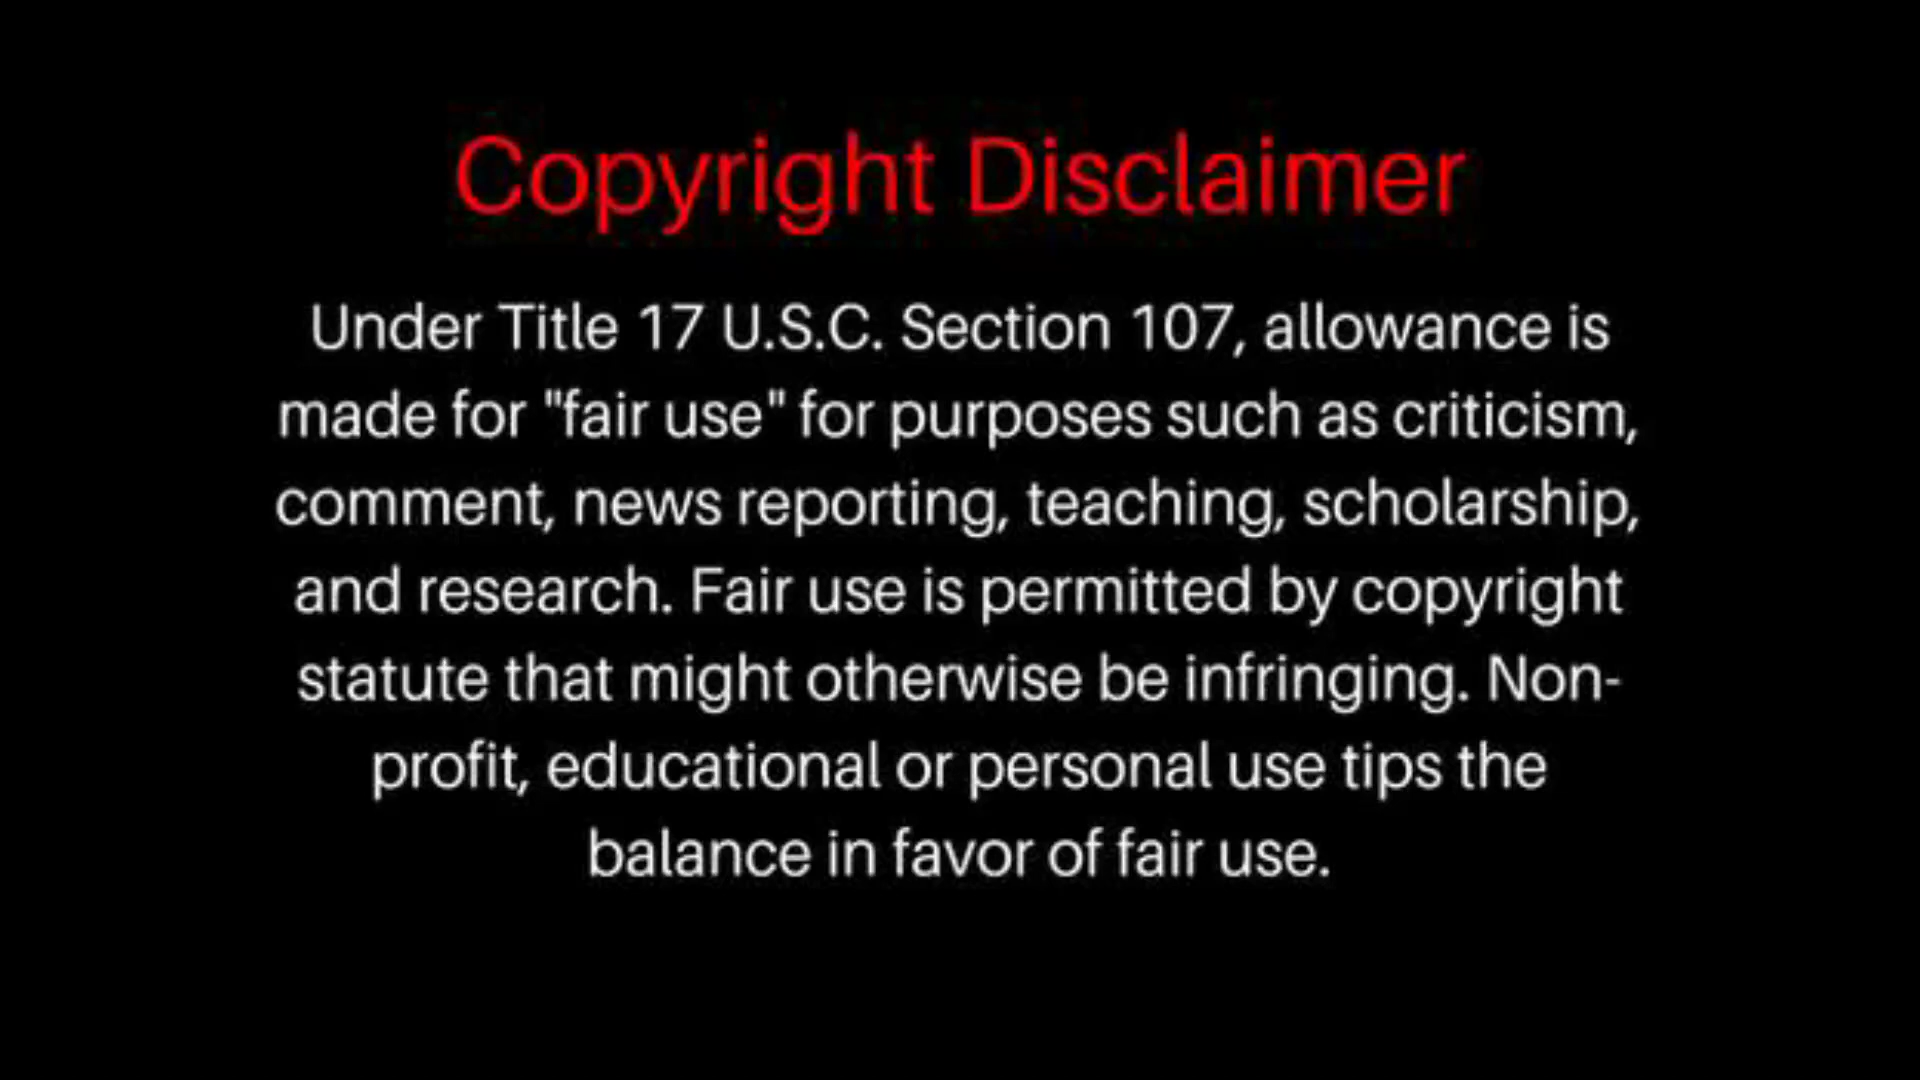 Copyright Disclaimer
Under Title 17 U.S.C. Section 107, allowance is
made for "fair use" for purposes such as criticism,
comment, news reporting, teaching, scholarship,
and research. Fair use is permitted by copyright
statute that might otherwise be infringing. Non-
profit, educational or personal use tips the
balance in favor of fair use.